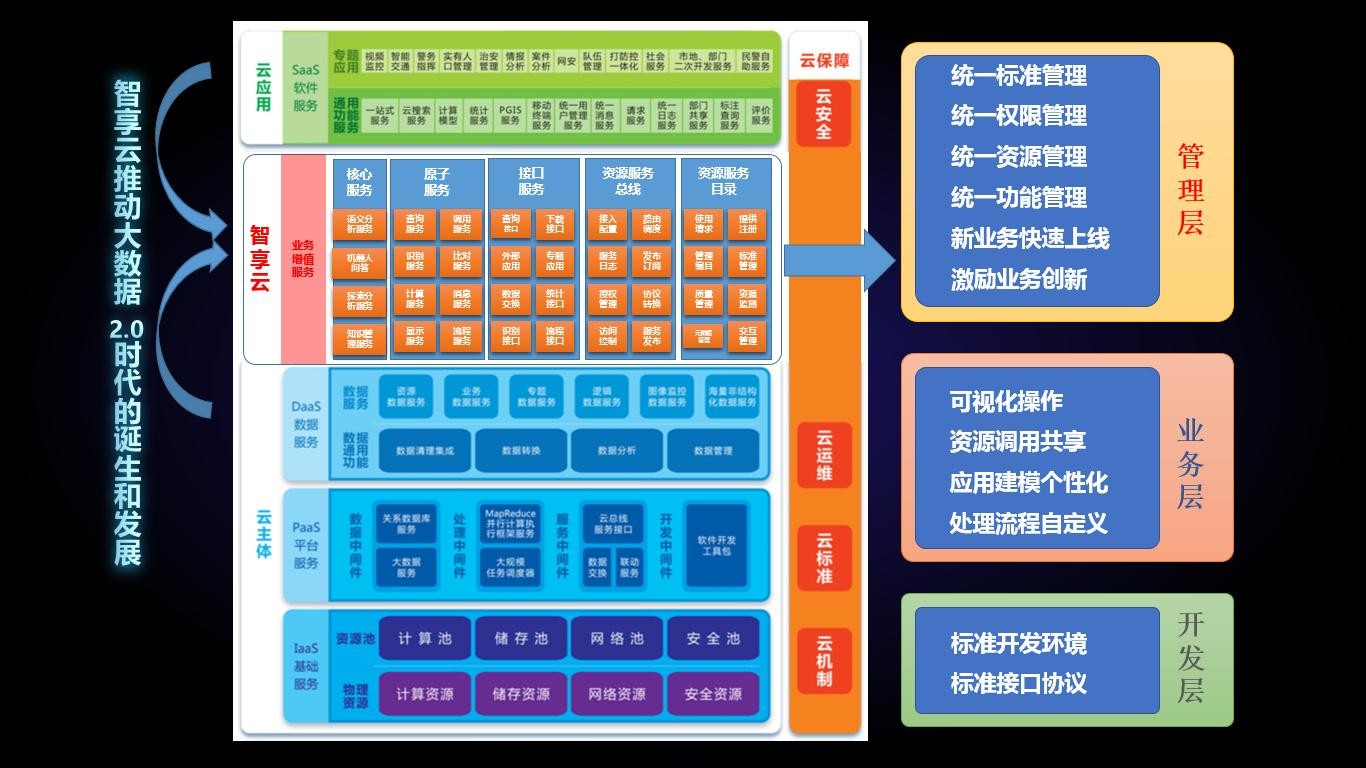 智享云推动大数据2.0时代的诞生和发展
云应用
SaaS
软件
服务
专题
应用
视频
监控
智能
交通
警务
指挥
实有人
口管理
治安
管理
情报
分析
案件
分析
网安
队伍
管理
打防控
一体化
社会
服务
市地、部门
二次开发服务
民警自
助服务
通用
功能
服务
一站式
服务
云搜索
服务
计算
模型
统计
服务
PGIS
服务
移动
终端
服务
统一用
户管理
服务
统一
消息
服务
请求
服务
统一
日志
服务
部门
共享
服务
标注
查询
服务
评价
服务
智享云
业务
增值
服务
核心
服务
语义分
析服务
机器人
问答
探索分
析服务
知识管
理服务
原子
服务
查询
服务
调用
服务
识别
服务
比对
服务
计算
服务
消息
服务
显示
服务
流程
服务
接口
服务
查询
接口
下载
接口
外部
应用
专题
应用
数据
交换
统计
接口
识别
接口
流程
接口
资源服务
总线
接入
配置
路由
调度
服务
日志
发布
订阅
授权
管理
协议
转换
访问
控制
服务
发布
资源服务
目录
使用
请求
提供
注册
管理
编目
标准
管理
质量
管理
资源
监测
管理
交互
管理
云主体
DaaS
数据
服务
数据
服务
资源
数据服务
业务
数据服务
专题
数据服务
逻辑
数据服务
图像监控
数据服务
海量非结构
化数据服务
数据
通用
功能
数据清理集成
数据转换
数据分析
数据管理
PaaS
平台
服务
数据中间件
关系数据库
服务
大数据
服务
处理中间件
MapReduce
并行计算执
行框架服务
大规模
任务调度器
服务中间件
云总线
服务接口
数据
交换
联动
服务
开发中间件
软件开发
工具包
IaaS
基础
服务
资源池
计算池
储存池
网络池
安全池
物理
资源
计算资源
储存资源
网络资源
安全资源
云保障
云安全
云运维
云标准
云机制
统一标准管理
统一权限管理
统一资源管理
统一功能管理
新业务快速上线
激励业务创新
管理层
可视化操作
资源调用共享
应用建模个性化
处理流程自定义
业务层
标准开发环境
标准接口协议
开发层